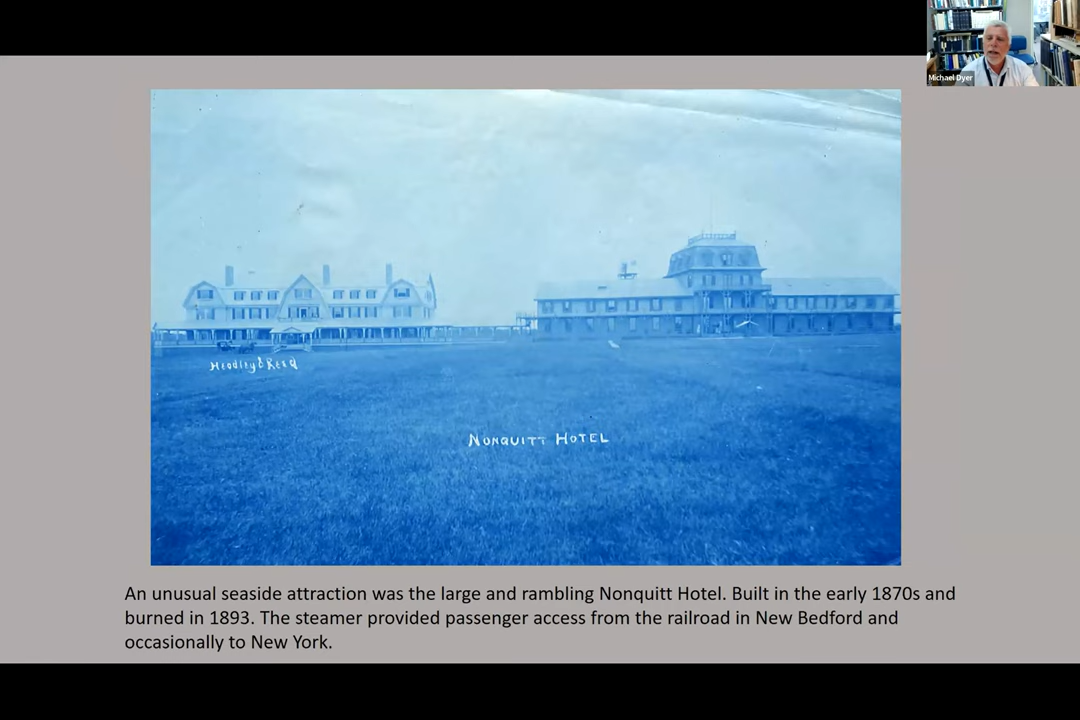 Michael Dyer
Headley & Reed
NONQUITT HOTEL
An unusual seaside attraction was the large and rambling Nonquitt Hotel. Built in the early 1870s and
burned in 1893. The steamer provided passenger access from the railroad in New Bedford and
occasionally to New York.